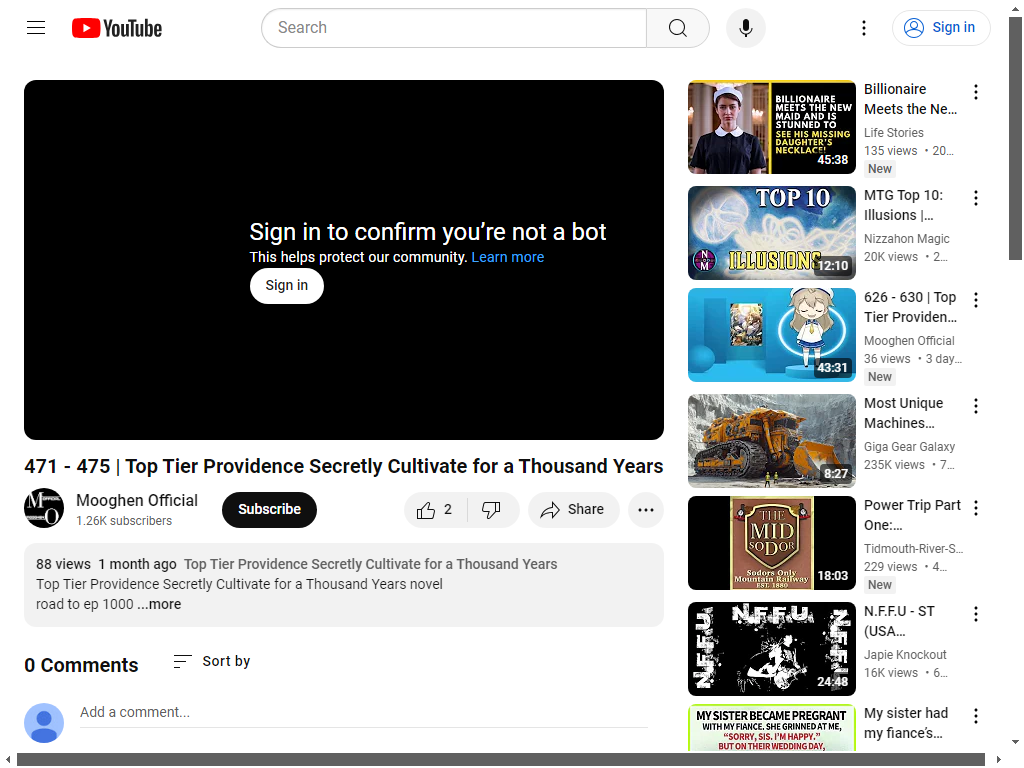 YouTube
Search
Sign in
Sign in to confirm you're not a bot
This helps protect our community. Learn more
Sign in
471 - 475 | Top Tier Providence Secretly Cultivate for a Thousand Years
Mooghen Official
1.26K subscribers
Subscribe
2
Share
88 views 1 month ago Top Tier Providence Secretly Cultivate for a Thousand Years
Top Tier Providence Secretly Cultivate for a Thousand Years novel
road to ep 1000 ...more
0 Comments
Sort by
Add a comment...
BILLIONAIRE
MEETS THE NEW
MAID AND IS
STUNNED TO
SEE HIS MISSING
DAUGHTER'S
NECKLACE!
45:38
Billionaire
Meets the Ne...
Life Stories
135 views • 20...
New
TOP 10
ILLUSIONS
NM
12:10
MTG Top 10:
Illusions |...
Nizzahon Magic
20K views • 2...
43:31
626 - 630 | Top
Tier Providen...
Mooghen Official
36 views • 3 day...
New
8:27
Most Unique
Machines...
Giga Gear Galaxy
235K views • 7...
THE
MID
SODOR
Sodors Only
Mountain Railway
EST. 1880
18:03
Power Trip Part
One:...
Tidmouth-River-S...
229 views • 4...
New
N.F.F.U.
N.F.F.U
N.F.F.U
24:48
N.F.F.U - ST
(USA...
Japie Knockout
16K views • 6...
MY SISTER BECAME PREGNANT
WITH MY FIANCE. SHE GRINNED AT ME,
"SORRY, SIS. I'M HAPPY."
BUT ON THEIR WEDDING DAY,
My sister had
my fiance's...